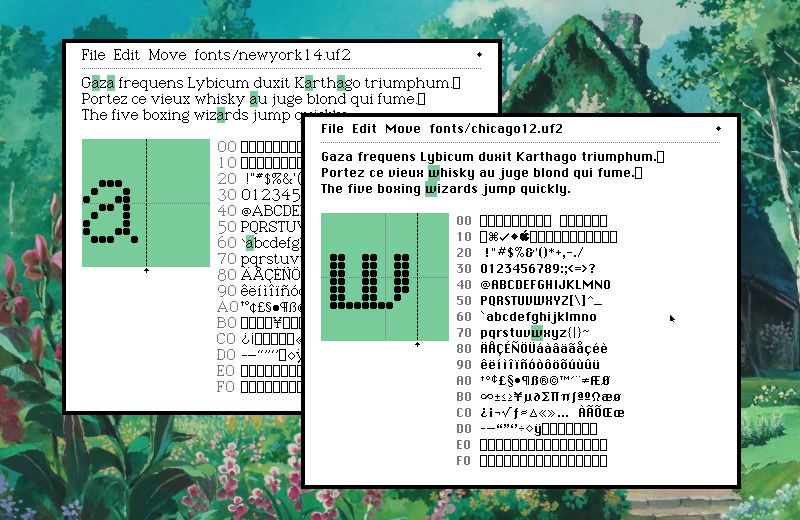 File Edit Move fonts/newyork14.uf2
Gaza frequens Lybicum duxit Karthago triumphum.
Portez ce vieux whisky au juge blond qui fume.
The five boxing wizards jump
00
10
20 !"#$%&'(
30 012345
40 @ABCDE
50 PQRSTUV
60 `abcdefg
70 pqrstuv
80 ÄÅÇÉÑ
90 êëíìîïñó
A0 †°¢£§•¶ß
B0 ¥
C0 ¿¡
D0 -—“”‘’◊
E0
F0
File Edit Move fonts/chicago12.uf2
Gaza frequens Lybicum duxit Karthago triumphum.
Portez ce vieux whisky au juge blond qui fume.
The five boxing wizards jump quickly.
00
10 ⌘✓◆
20 !"#$%&'()*+,-./
30 0123456789:;<=>?
40 @ABCDEFGHIJKLMNO
50 PQRSTUVWXYZ[\]^_
60 `abcdefghijklmno
70 pqrstuvwxyz{|}~
80 ÄÅÇÉÑÖÜáàâäãåçéè
90 êëíìîïñóòôöõúùûü
A0 †°¢£§•¶ß®©™´¨≠ÆØ
B0 ∞±≤≥¥µ∂∑∏π∫ªºΩæø
C0 ¿¡¬√ƒ≈∆«»… ÀÃÕŒœ
D0 -—“”‘’÷◊ÿ
E0
F0